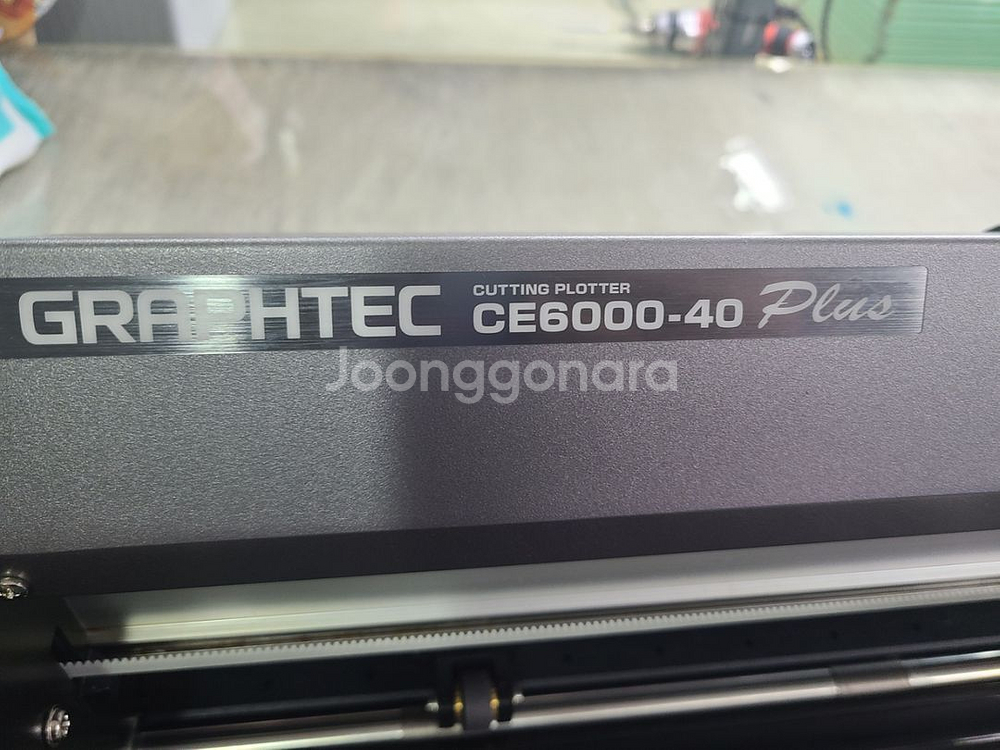 GRAPHTEC
CUTTING PLOTTER
CE6000-40 Plus
Joonggonara